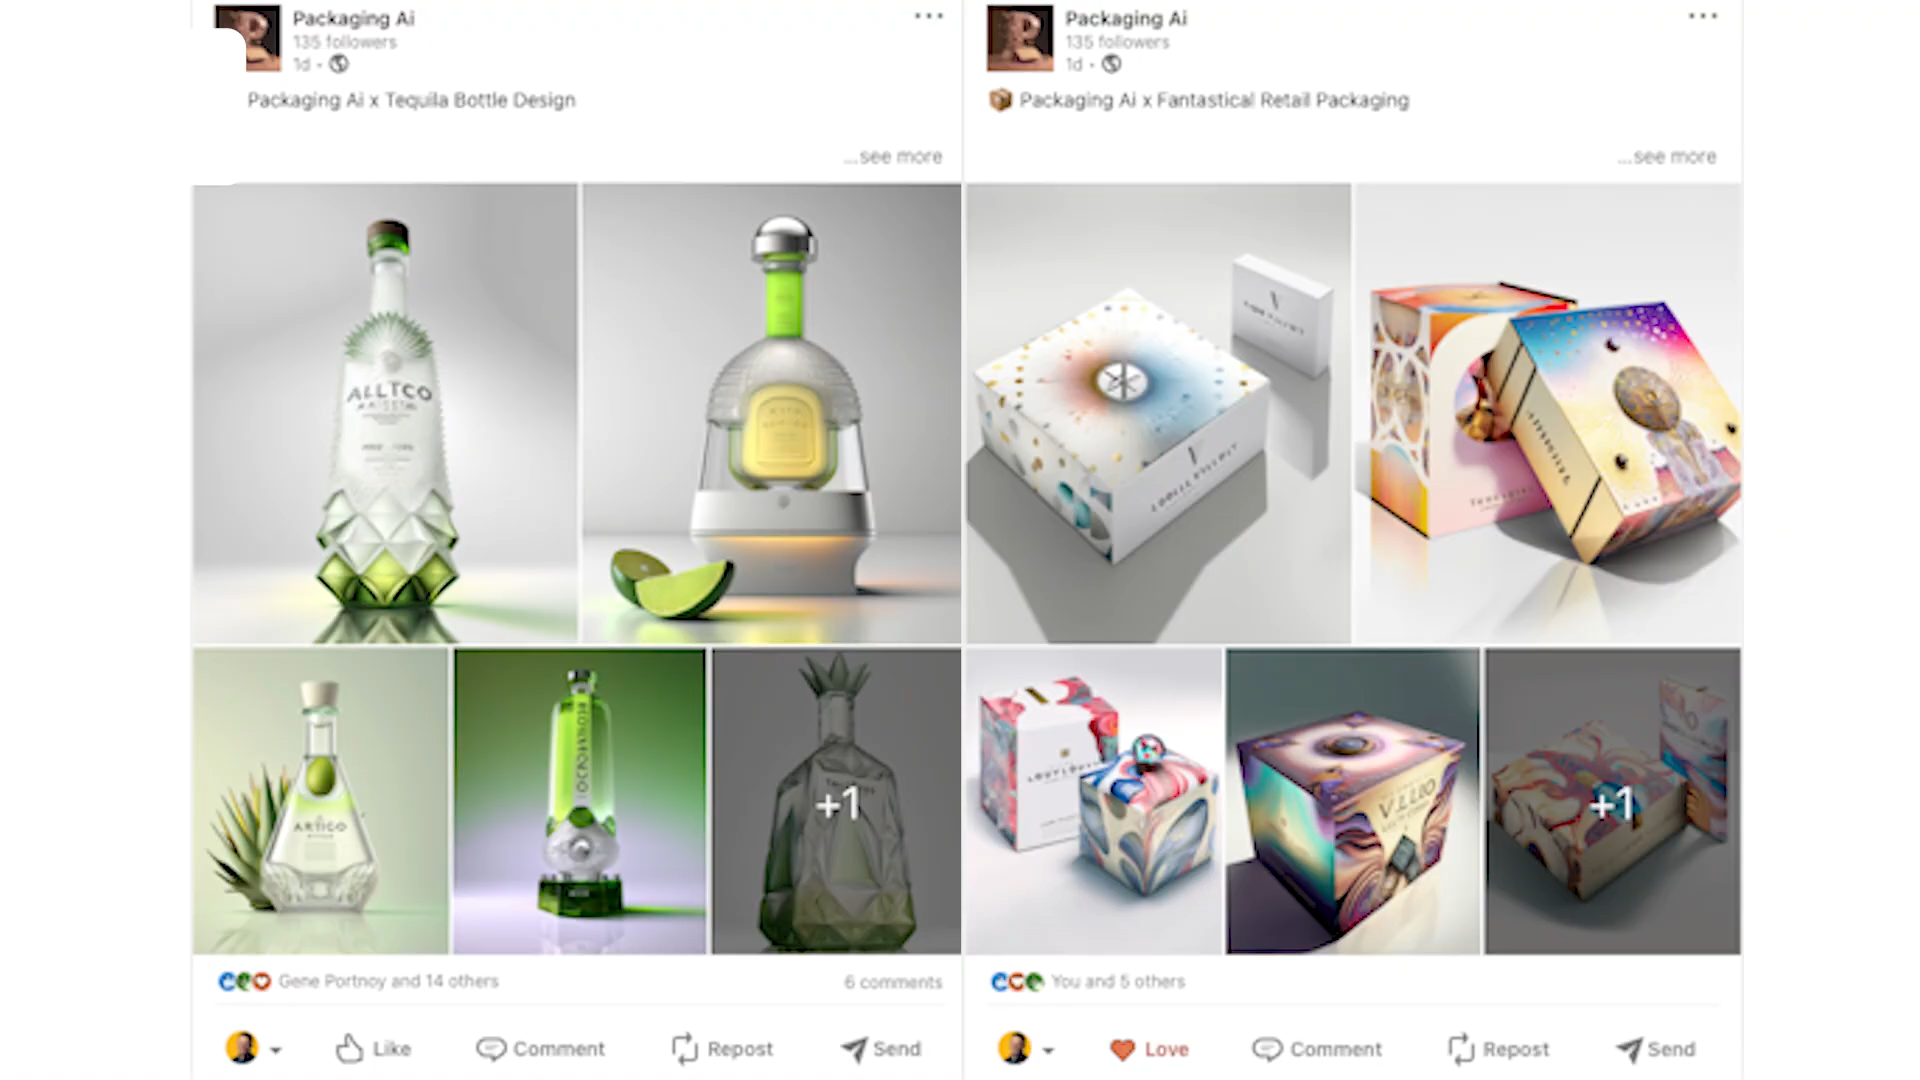 Packaging Ai
135 followers
1d •
Packaging Ai x Tequila Bottle Design
...see more
ALLTCO
ARTICO
+1
Gene Portnoy and 14 others
6 comments
Like
Comment
Repost
Send
Packaging Ai
135 followers
1d •
Packaging Ai x Fantastical Retail Packaging
...see more
+1
You and 5 others
Love
Comment
Repost
Send